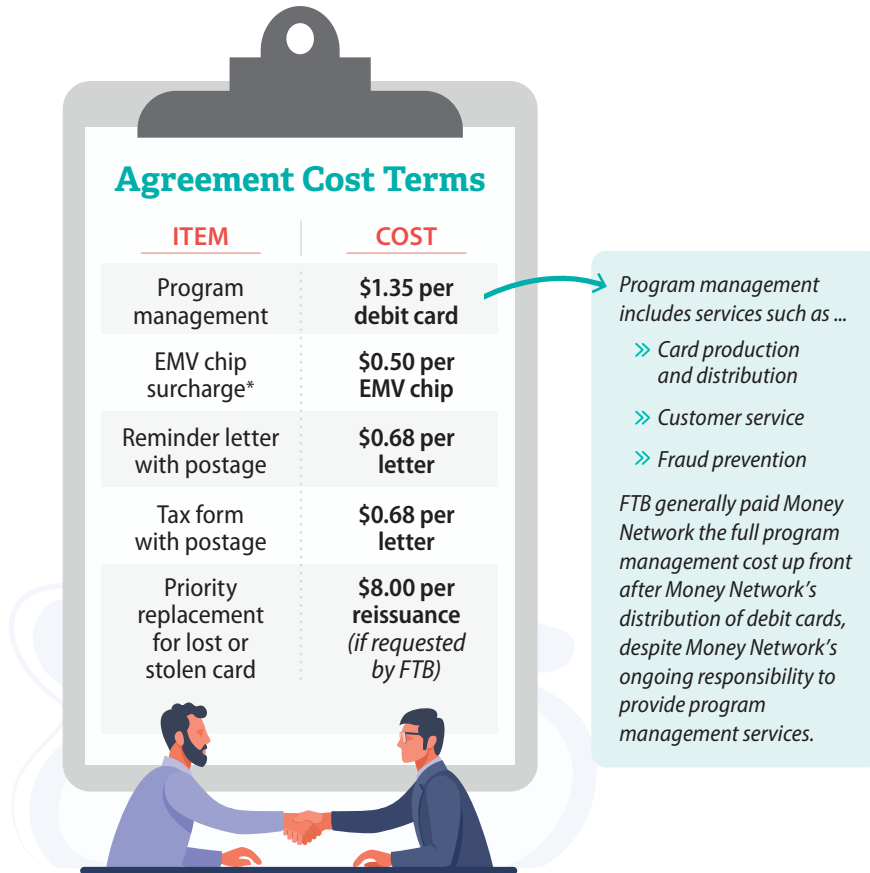 Agreement Cost Terms
ITEM COST
Program
management
$1.35 per
debit card
EMV chip
surcharge*
$0.50 per
EMV chip
Reminder letter
with postage
$0.68 per
letter
Tax form
with postage
$0.68 per
letter
Priority
replacement
for lost or
stolen card
$8.00 per
reissuance
(if requested
by FTB)
Program management
includes services such as ...
» Card production
and distribution
» Customer service
» Fraud prevention
FTB generally paid Money
Network the full program
management cost up front
after Money Network’s
distribution of debit cards,
despite Money Network’s
ongoing responsibility to
provide program
management services.